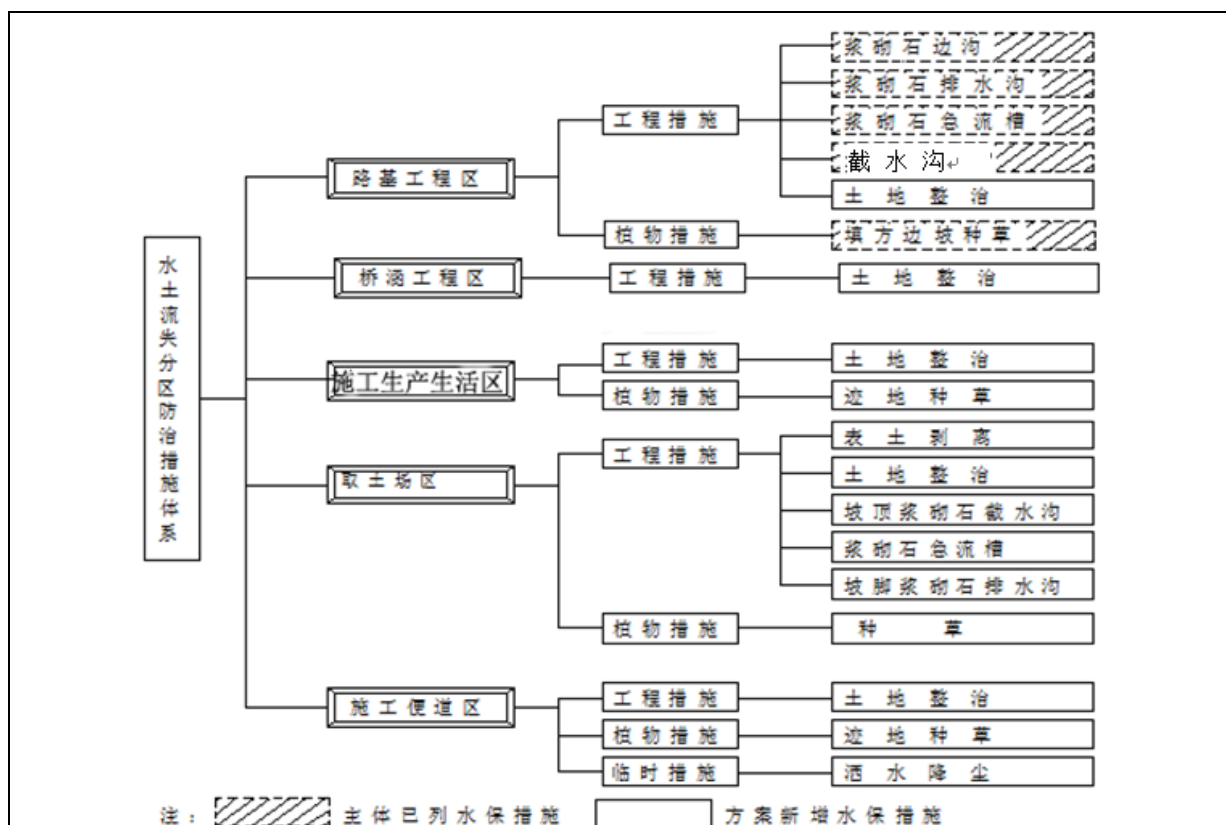 水土流失分区防治措施体系
路基工程区
工程措施
浆砌石边沟
浆砌石排水沟
浆砌石急流槽
截水沟
土地整治
植物措施
填方边坡种草
桥涵工程区
工程措施
土地整治
施工生产生活区
工程措施
土地整治
植物措施
迹地种草
取土场区
工程措施
表土剥离
土地整治
坡顶浆砌石截水沟
浆砌石急流槽
坡脚浆砌石排水沟
植物措施
种草
施工便道区
工程措施
土地整治
植物措施
迹地种草
临时措施
洒水降尘
注：主体已列水保措施 方案新增水保措施